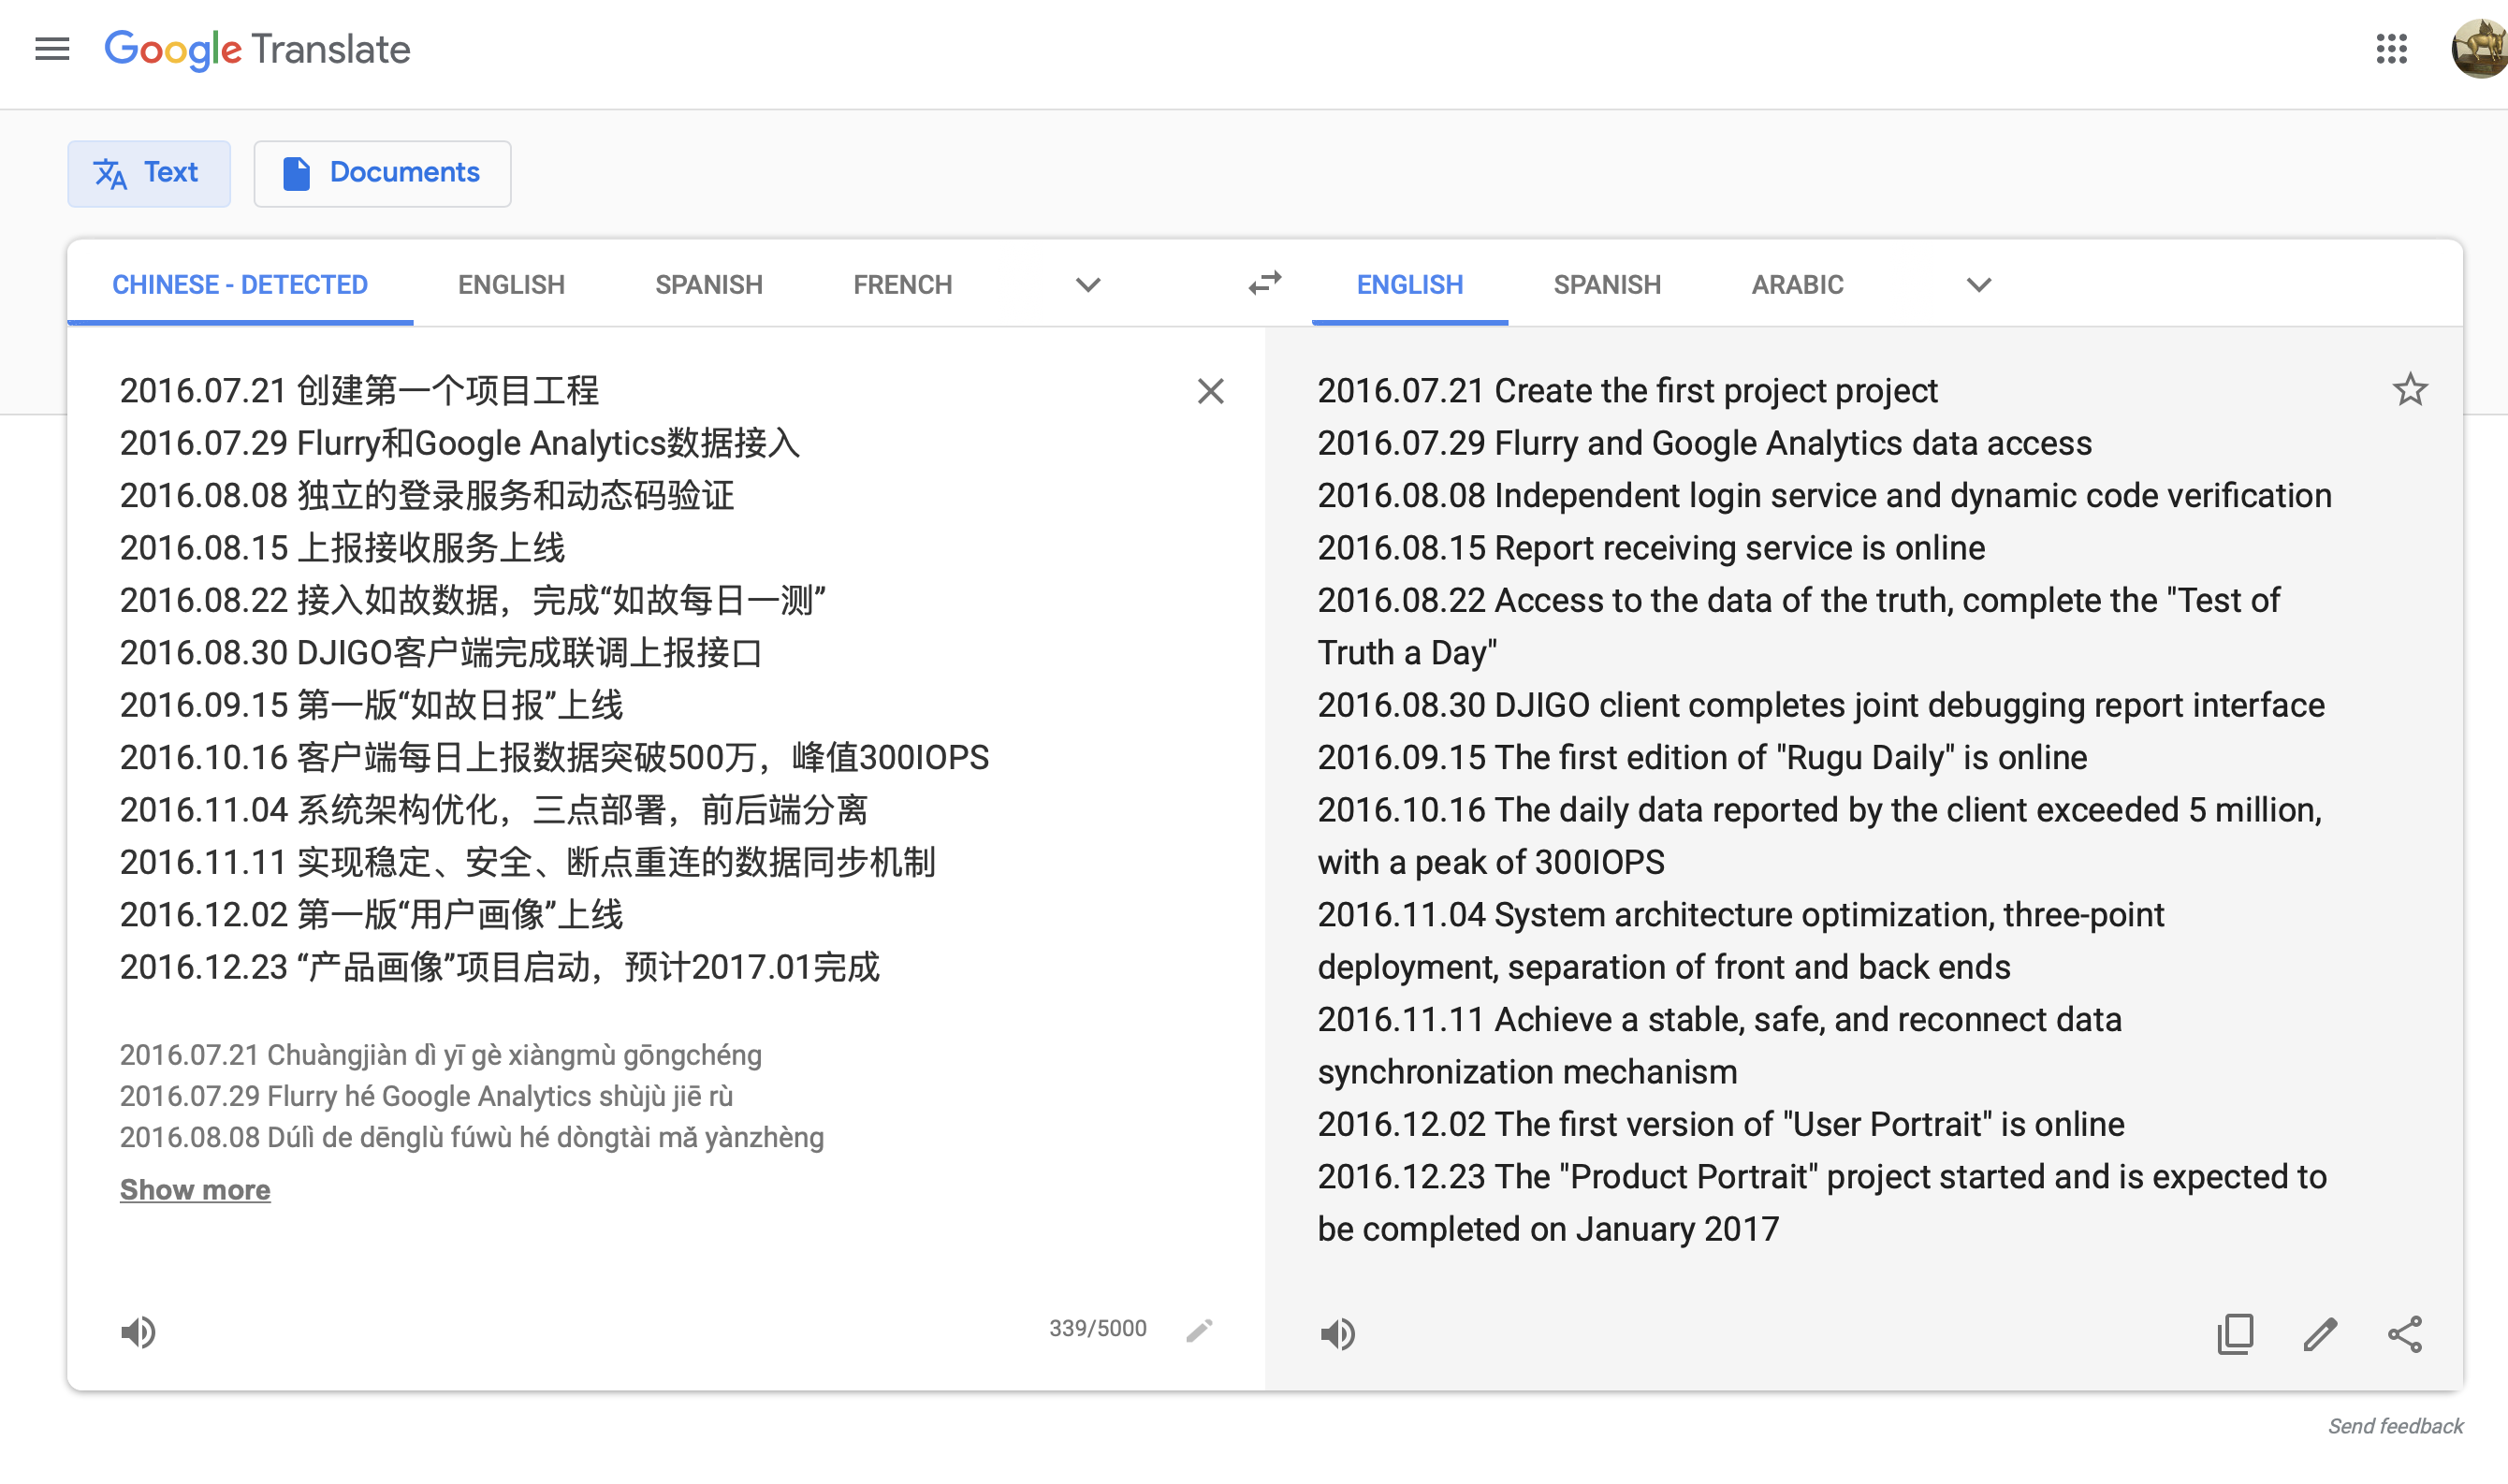 Google Translate
Text
Documents
CHINESE - DETECTED
ENGLISH
SPANISH
FRENCH
ENGLISH
SPANISH
ARABIC
2016.07.21 创建第一个项目工程
2016.07.29 Flurry和Google Analytics数据接入
2016.08.08 独立的登录服务和动态码验证
2016.08.15 上报接收服务上线
2016.08.22 接入如故数据，完成“如故每日一测”
2016.08.30 DJIGO客户端完成联调上报接口
2016.09.15 第一版“如故日报”上线
2016.10.16 客户端每日上报数据突破500万，峰值300IOPS
2016.11.04 系统架构优化，三点部署，前后端分离
2016.11.11 实现稳定、安全、断点重连的数据同步机制
2016.12.02 第一版“用户画像”上线
2016.12.23 “产品画像”项目启动，预计2017.01完成
2016.07.21 Chuàngjiàn dì yī gè xiàngmù gōngchéng
2016.07.29 Flurry hé Google Analytics shùjù jiē rù
2016.08.08 Dúlì de dēnglù fúwù hé dòngtài mǎ yànzhèng
Show more
339/5000
2016.07.21 Create the first project project
2016.07.29 Flurry and Google Analytics data access
2016.08.08 Independent login service and dynamic code verification
2016.08.15 Report receiving service is online
2016.08.22 Access to the data of the truth, complete the "Test of
Truth a Day"
2016.08.30 DJIGO client completes joint debugging report interface
2016.09.15 The first edition of "Rugu Daily" is online
2016.10.16 The daily data reported by the client exceeded 5 million,
with a peak of 300IOPS
2016.11.04 System architecture optimization, three-point
deployment, separation of front and back ends
2016.11.11 Achieve a stable, safe, and reconnect data
synchronization mechanism
2016.12.02 The first version of "User Portrait" is online
2016.12.23 The "Product Portrait" project started and is expected to
be completed on January 2017
Send feedback